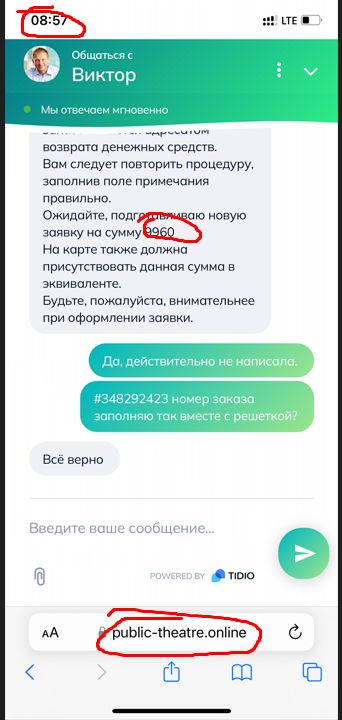 08:57
LTE
Общаться с
Виктор
Мы отвечаем мгновенно
адресатом
возврата денежных средств.
Вам следует повторить процедуру,
заполнив поле примечания
правильно.
Ожидайте, подготавливаю новую
заявку на сумму 9960
На карте также должна
присутствовать данная сумма в
эквиваленте.
Будьте, пожалуйста, внимательнее
при оформлении заявки.
Да, действительно не написала.
#348292423 номер заказа
заполняю так вместе с решеткой?
Всё верно
Введите ваше сообщение...
POWERED BY TIDIO
AA public-theatre.online